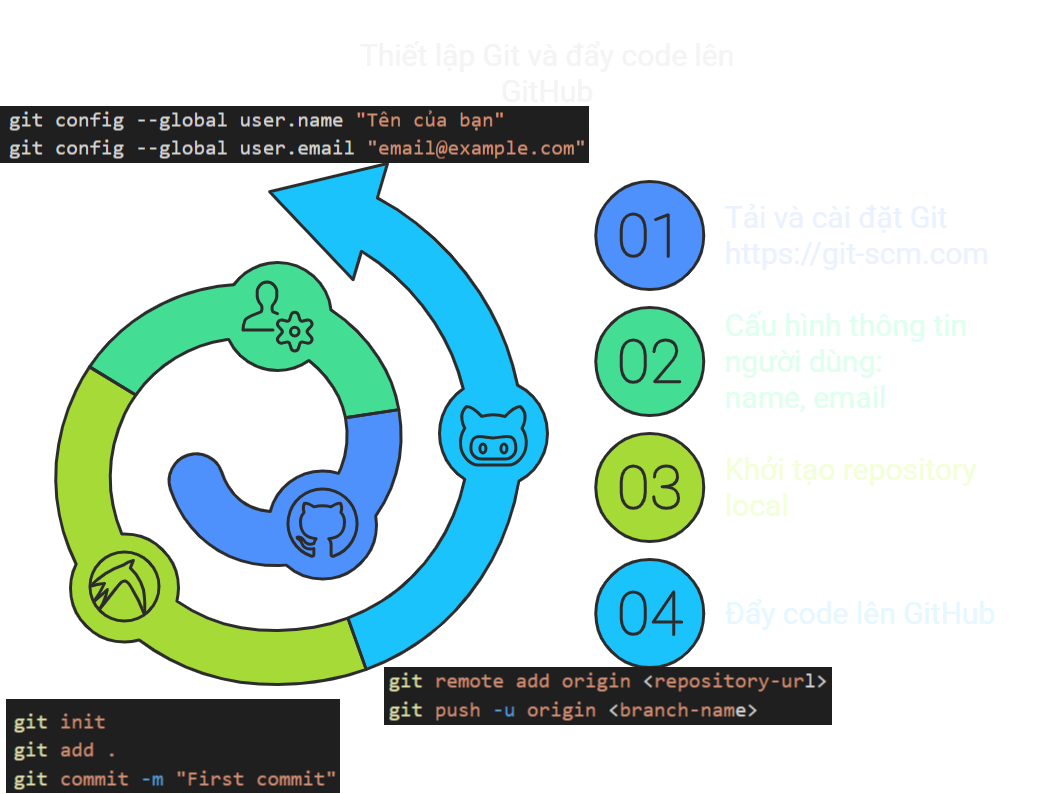 Thiết lập Git và đẩy code lên
GitHub
git config --global user.name "Tên của bạn"
git config --global user.email "email@example.com"
01
Tải và cài đặt Git
https://git-scm.com
02
Cấu hình thông tin
người dùng:
name, email
03
Khởi tạo repository
local
04
Đẩy code lên GitHub
git remote add origin <repository-url>
git push -u origin <branch-name>
git init
git add .
git commit -m "First commit"